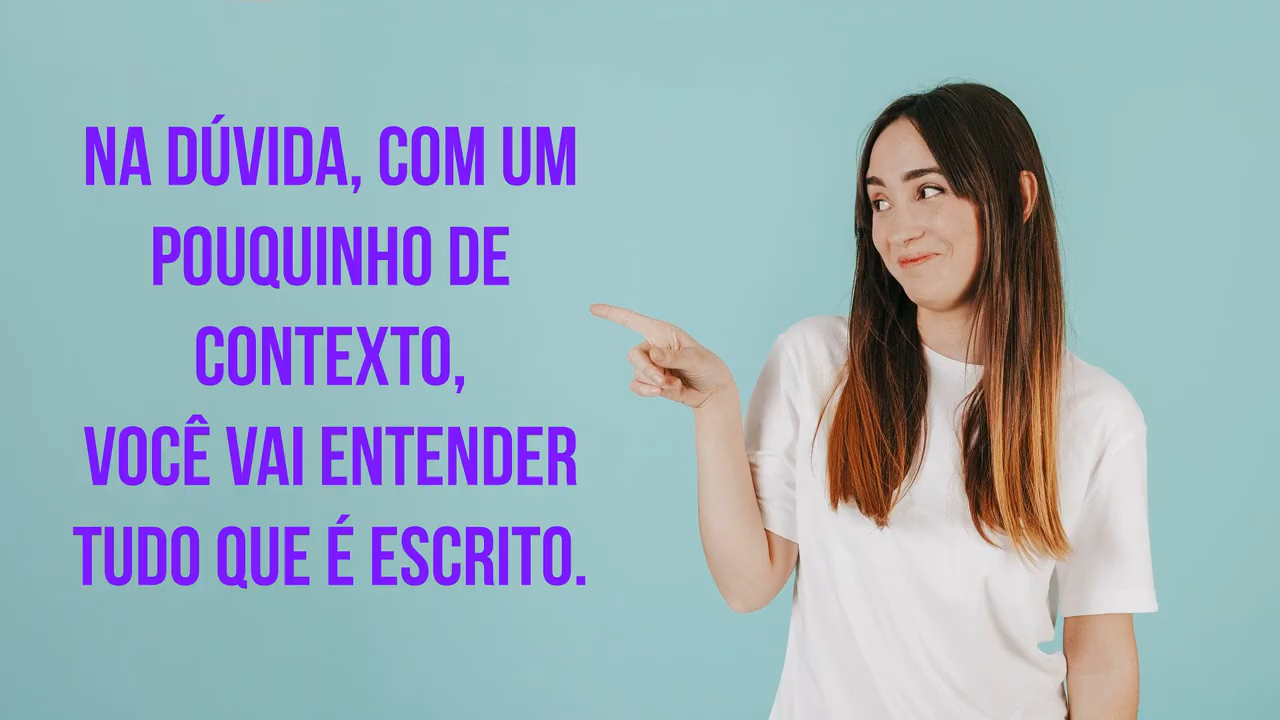 NA DÚVIDA, COM UM
POUQUINHO DE
CONTEXTO,
VOCÊ VAI ENTENDER
TUDO QUE É ESCRITO.